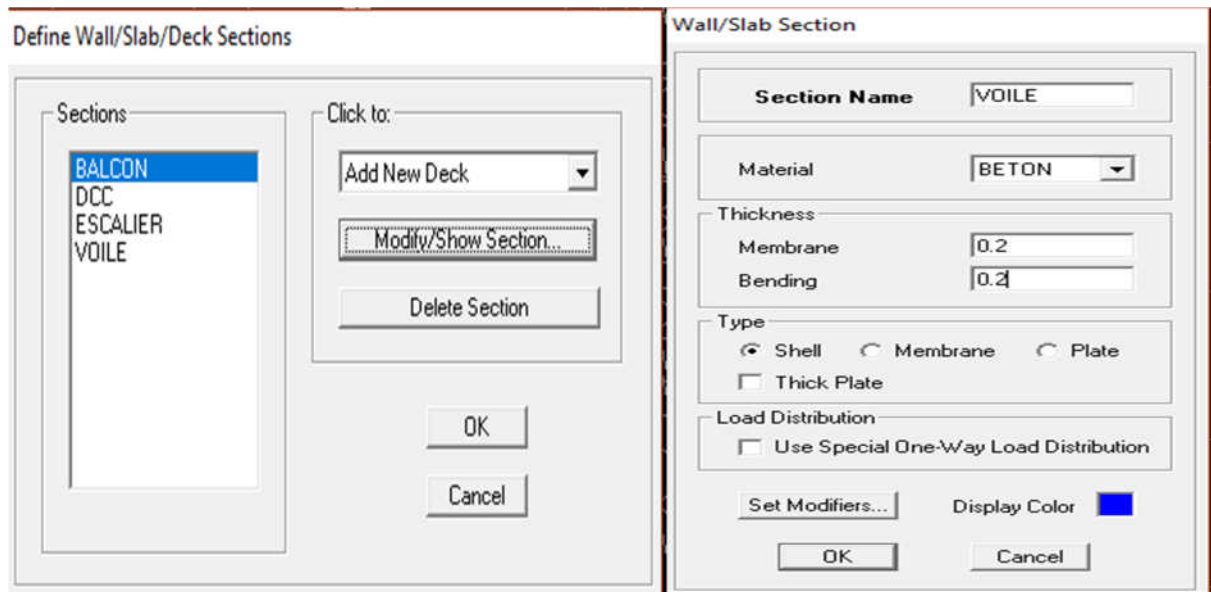 Define Wall/Slab/Deck Sections
Sections
BALCON
DCC
ESCALIER
VOILE
Click to:
Add New Deck
Modify/Show Section...
Delete Section
OK
Cancel
Wall/Slab Section
Section Name VOILE
Material BETON
Thickness
Membrane 0.2
Bending 0.2
Type
Shell Membrane Plate
Thick Plate
Load Distribution
Use Special One-Way Load Distribution
Set Modifiers... Display Color
OK Cancel